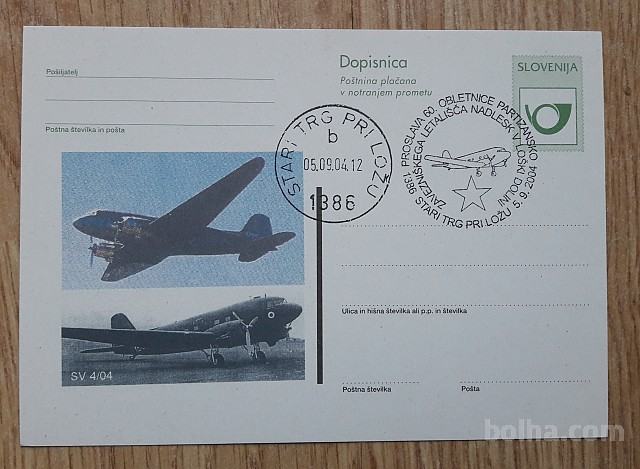 Pošiljatelj
Poštna številka in pošta
Dopisnica
Poštnina plačana
v notranjem prometu
SLOVENIJA
STARI TRG PRI LOŽU
b
05.09.04.12
1386
PROSLAVA 60. OBLETNICE PARTIZANSKO
ZAVEZNIŠKEGA LETALIŠČA NADLESK V LOŠKI DOLINI
1386 STARI TRG PRI LOŽU 5. 9. 2004
SV 4/04
Ulica in hišna številka ali p.p. in številka
Poštna številka
Pošta
bolha.com